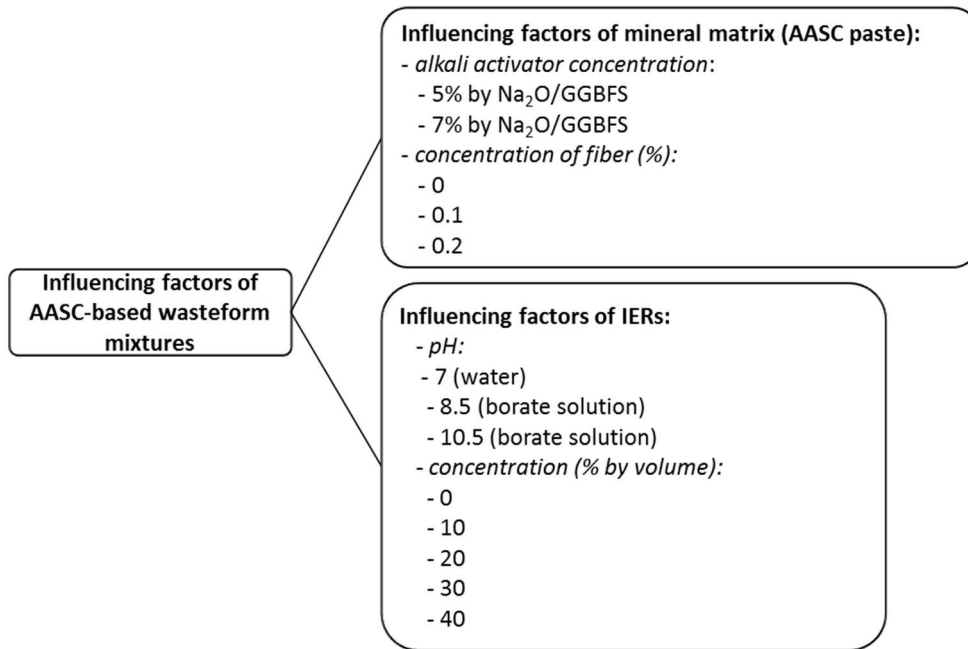 Influencing factors of
AASC-based wasteform
mixtures
Influencing factors of mineral matrix (AASC paste):
- alkali activator concentration:
- 5% by Na₂O/GGBFS
- 7% by Na₂O/GGBFS
- concentration of fiber (%):
- 0
- 0.1
- 0.2
Influencing factors of IERs:
- pH:
- 7 (water)
- 8.5 (borate solution)
- 10.5 (borate solution)
- concentration (% by volume):
- 0
- 10
- 20
- 30
- 40